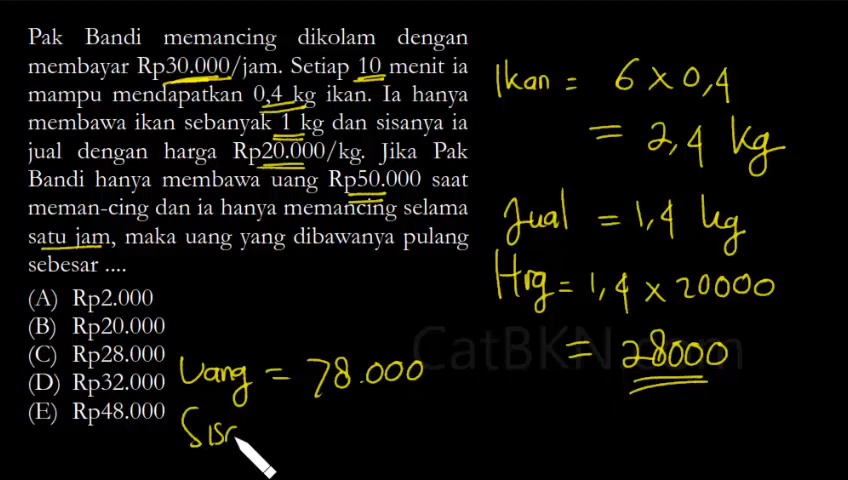 Pak Bandi memancing dikolam dengan
membayar Rp30.000/jam. Setiap 10 menit ia
mampu mendapatkan 0,4 kg ikan. Ia hanya
membawa ikan sebanyak 1 kg dan sisanya ia
jual dengan harga Rp20.000/kg. Jika Pak
Bandi hanya membawa uang Rp50.000 saat
meman-cing dan ia hanya memancing selama
satu jam, maka uang yang dibawanya pulang
sebesar ....
(A) Rp2.000
(B) Rp20.000
(C) Rp28.000
(D) Rp32.000
(E) Rp48.000
Ikan = 6 x 0,4
= 2,4 kg
Jual = 1,4 kg
Hrg = 1,4 x 20000
= 28000
Uang = 78.000
Sisa
CatBKN.com